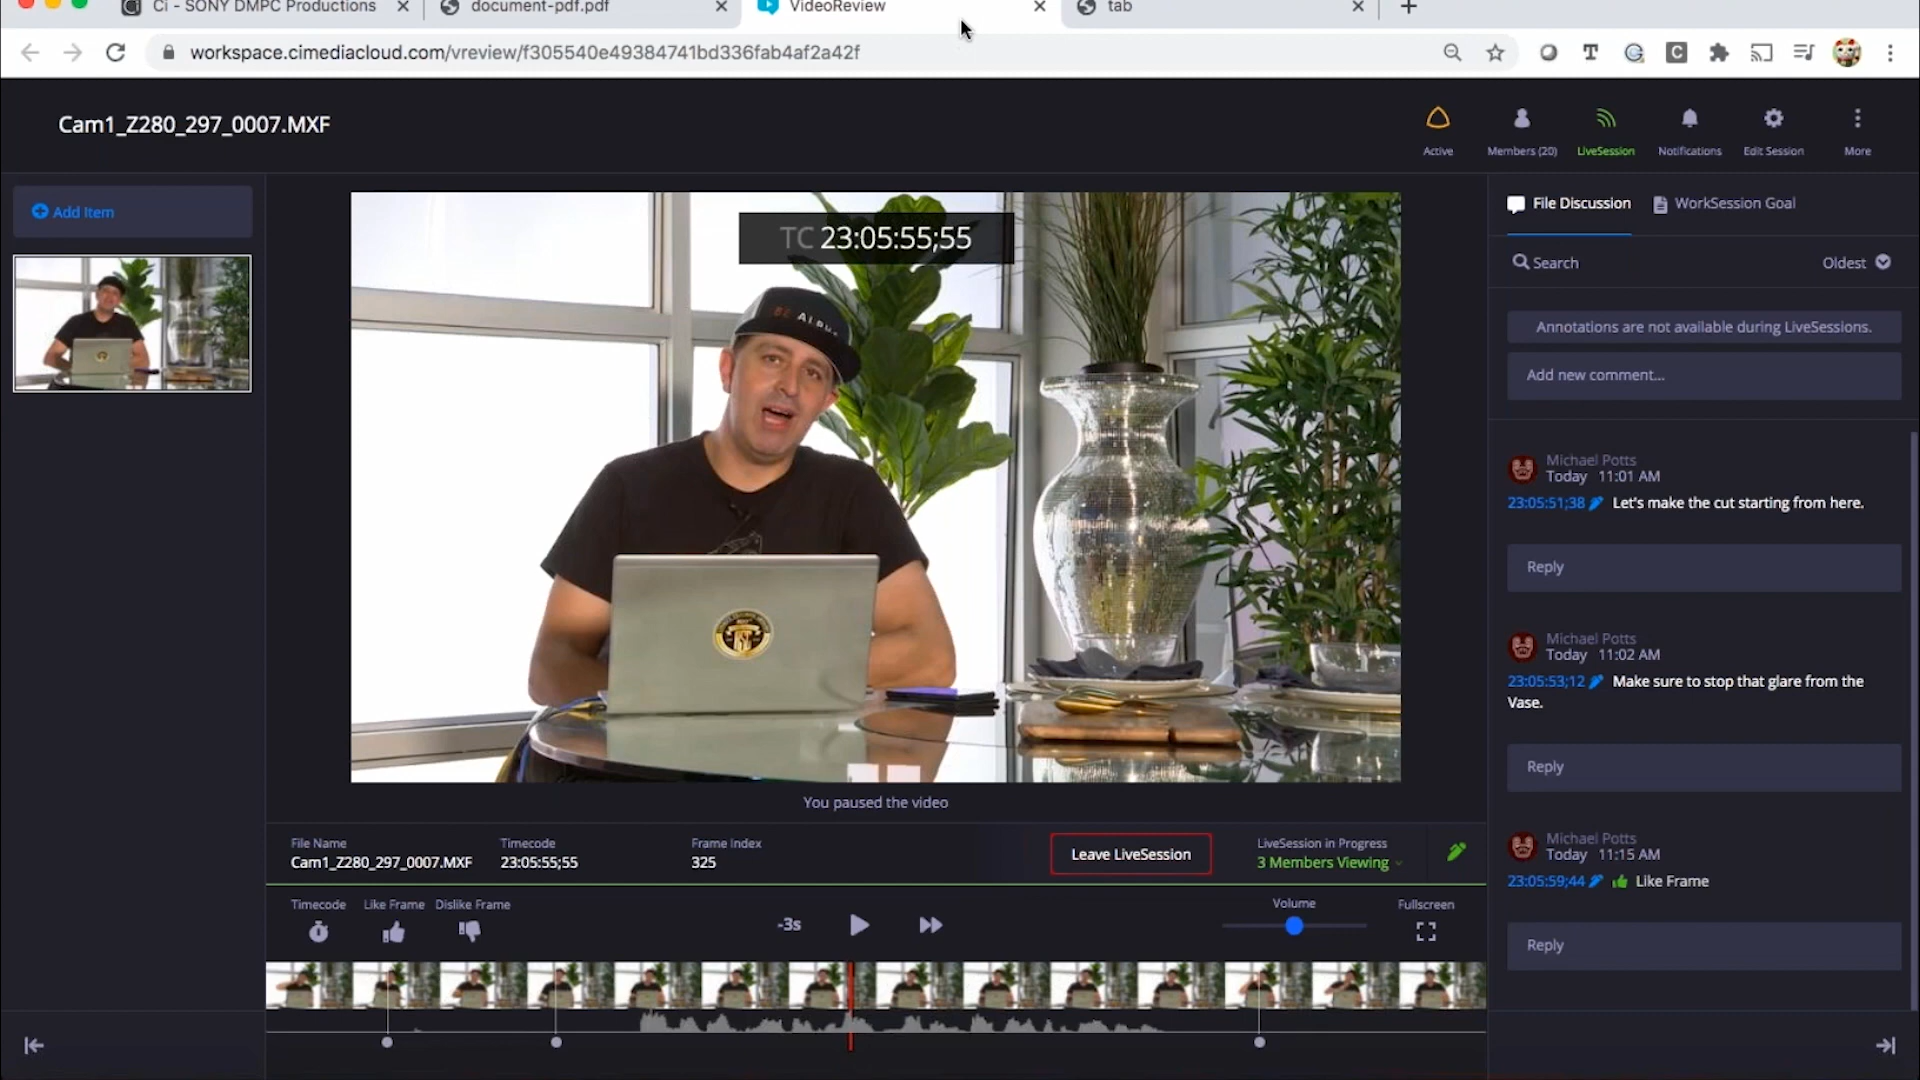 Ci - SONY DMPC Productions
document-pdf.pdf
VideoReview
tab
workspace.cimediacloud.com/vreview/f305540e49384741bd336fab4af2a42f
T
C
Cam1_Z280_297_0007.MXF
Active
Members (20)
LiveSession
Notifications
Edit Session
More
Add Item
TC 23:05:55;55
BE ALPHA
File Discussion
WorkSession Goal
Search
Oldest
Annotations are not available during LiveSessions.
Add new comment...
Michael Potts
Today 11:01 AM
23:05:51;38 Let's make the cut starting from here.
Reply
Michael Potts
Today 11:02 AM
23:05:53;12 Make sure to stop that glare from the
Vase.
Reply
Michael Potts
Today 11:15 AM
23:05:59;44 Like Frame
Reply
You paused the video
File Name
Cam1_Z280_297_0007.MXF
Timecode
23:05:55;55
Frame Index
325
Leave LiveSession
LiveSession in Progress
3 Members Viewing
Timecode
Like Frame
Dislike Frame
-3s
Volume
Fullscreen